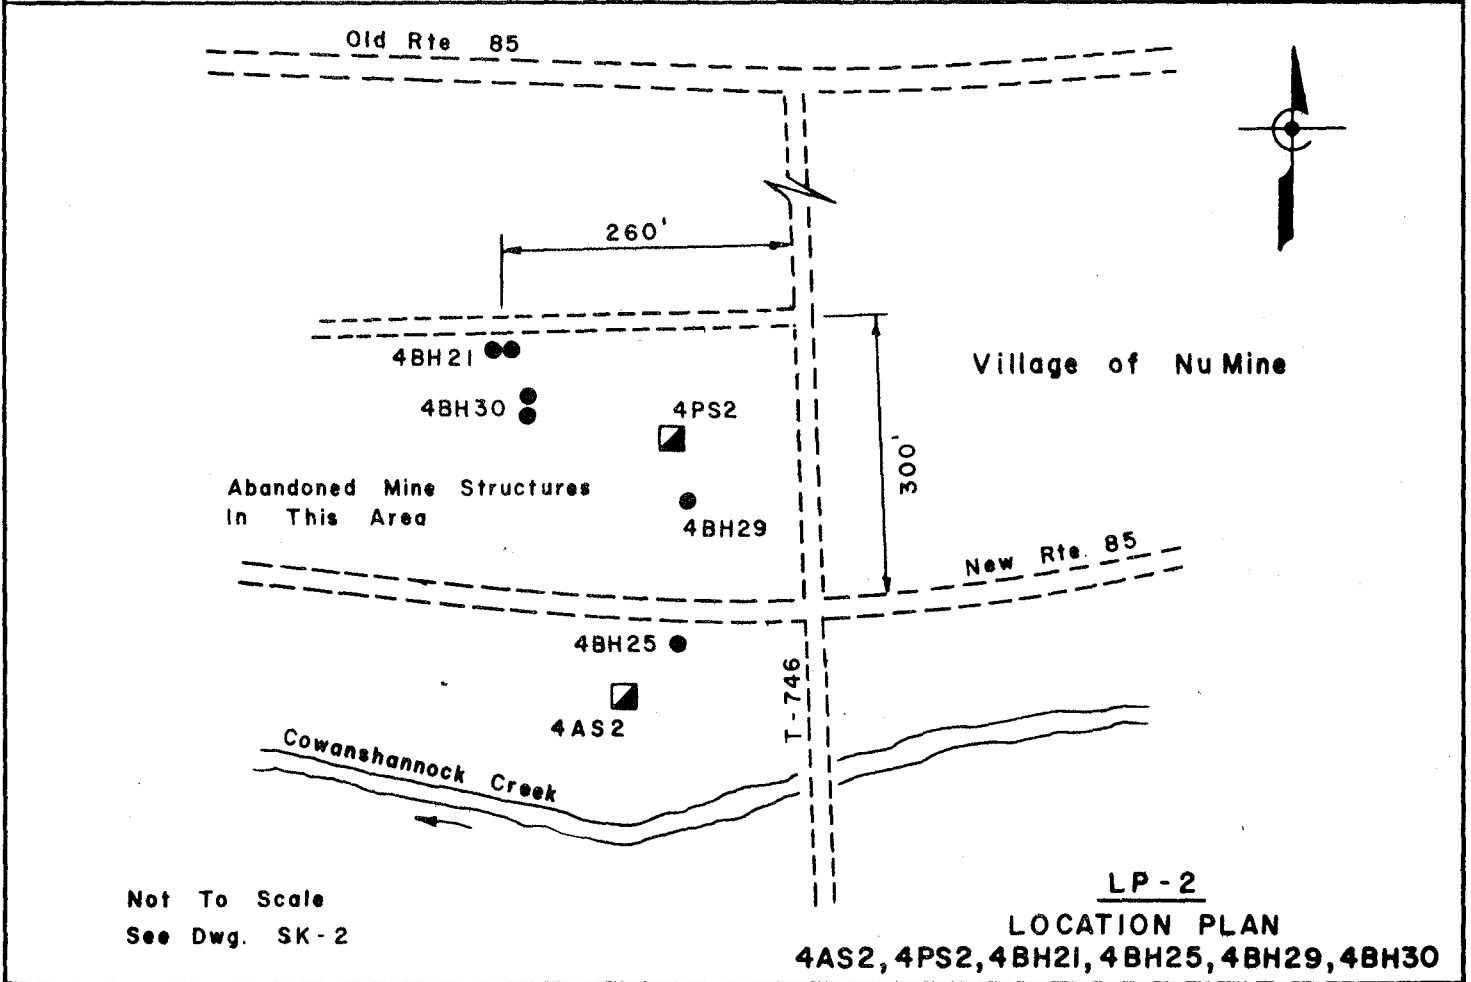 Old Rte 85
260'
4BH21
4BH30
4PS2
Village of NuMine
300'
Abandoned Mine Structures
In This Area
4BH29
New Rte. 85
4BH25
T-746
4AS2
Cowanshannock Creek
Not To Scale
See Dwg. SK-2
LP-2
LOCATION PLAN
4AS2, 4PS2, 4BH21, 4BH25, 4BH29, 4BH30